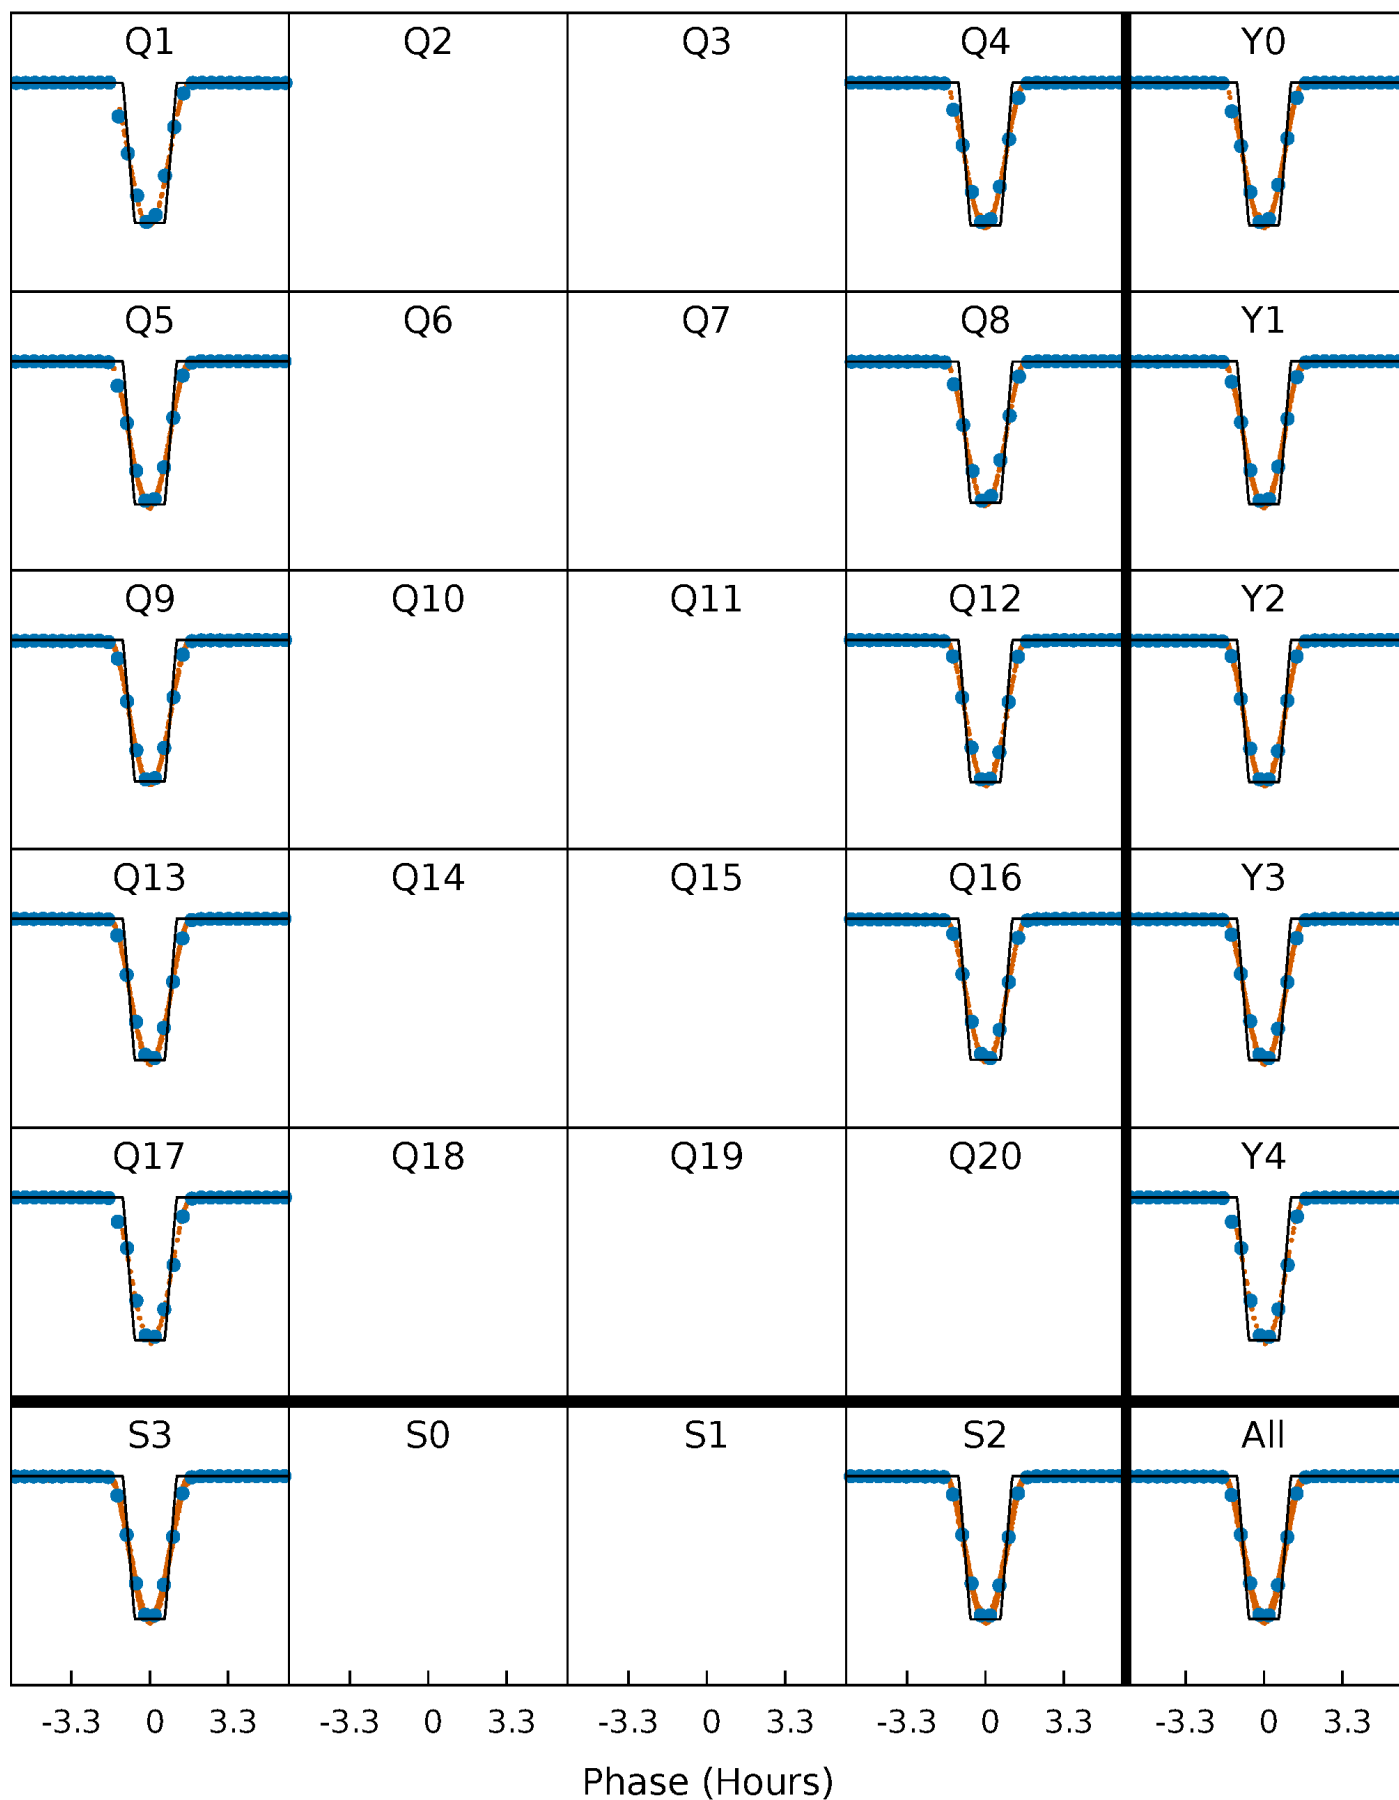 Q1 Q2 Q3 Q4 Y0
Q5 Q6 Q7 Q8 Y1
Q9 Q10 Q11 Q12 Y2
Q13 Q14 Q15 Q16 Y3
Q17 Q18 Q19 Q20 Y4
S3 S0 S1 S2 All
-3.3 0 3.3 -3.3 0 3.3 -3.3 0 3.3 -3.3 0 3.3 -3.3 0 3.3
Phase (Hours)